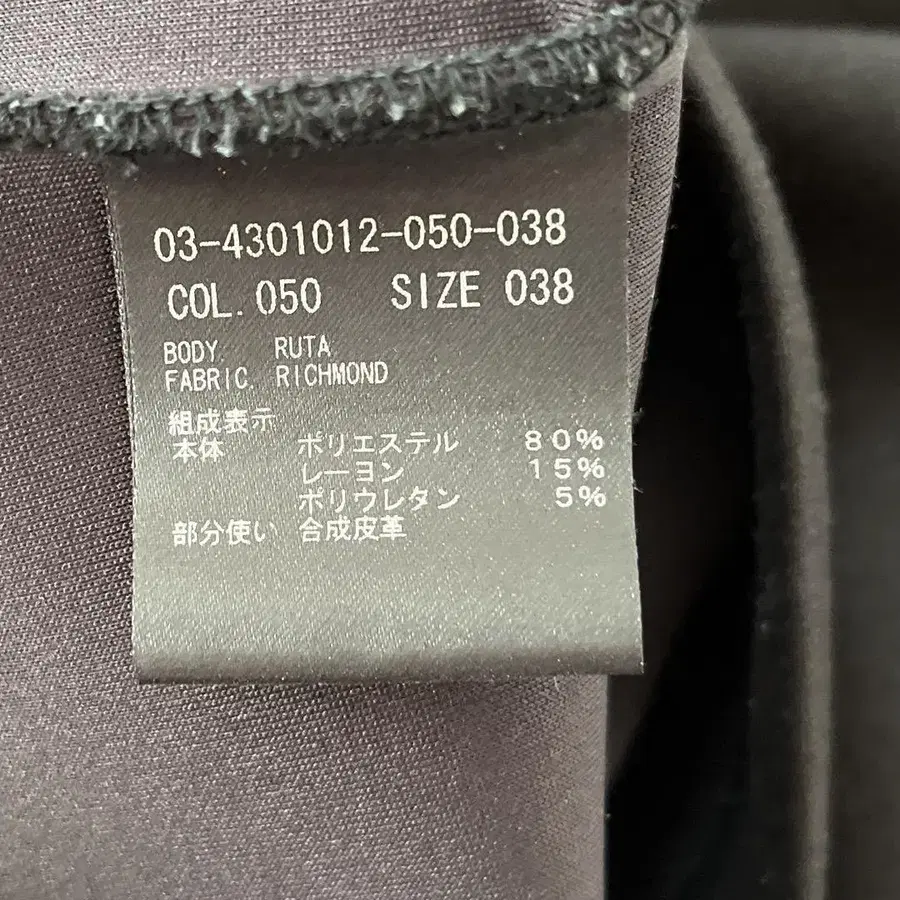 03-4301012-050-038
COL. 050 SIZE 038
BODY. RUTA
FABRIC. RICHMOND
組成表示
本体 ポリエステル 80%
レーヨン 15%
ポリウレタン 5%
部分使い 合成皮革